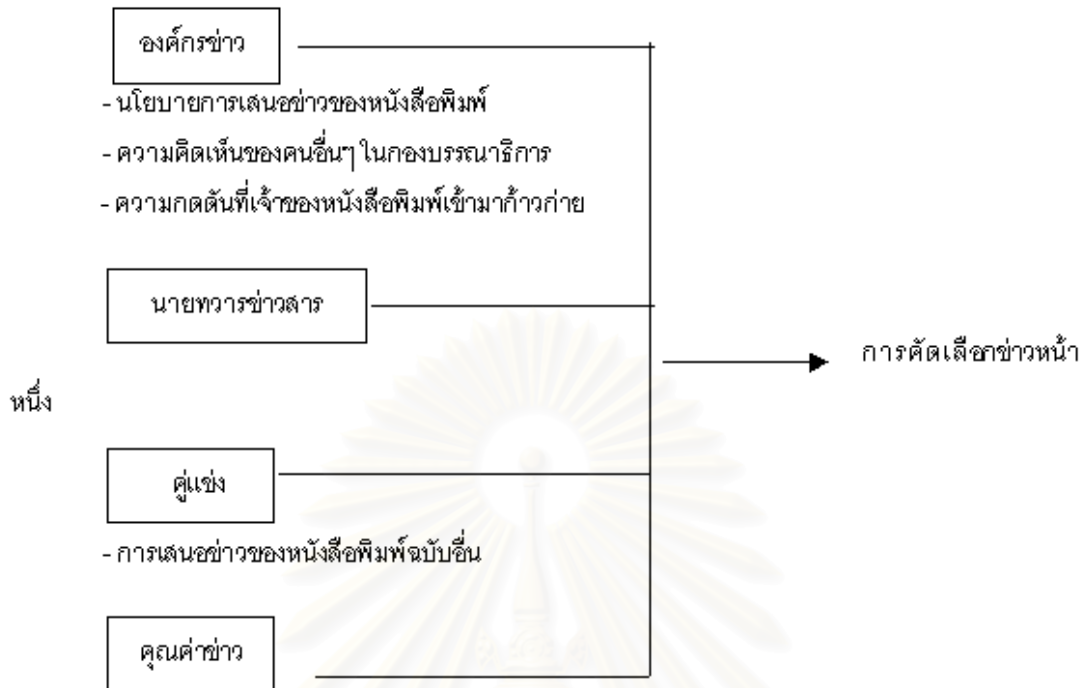 องค์กรข่าว
- นโยบายการเสนอข่าวของหนังสือพิมพ์
- ความคิดเห็นของคนอื่นๆ ในกองบรรณาธิการ
- ความกดดันที่เจ้าของหนังสือพิมพ์เข้ามาก้าวก่าย
นายทวารข่าวสาร
การคัดเลือกข่าวหน้า
หนึ่ง
คู่แข่ง
- การเสนอข่าวของหนังสือพิมพ์ฉบับอื่น
คุณค่าข่าว